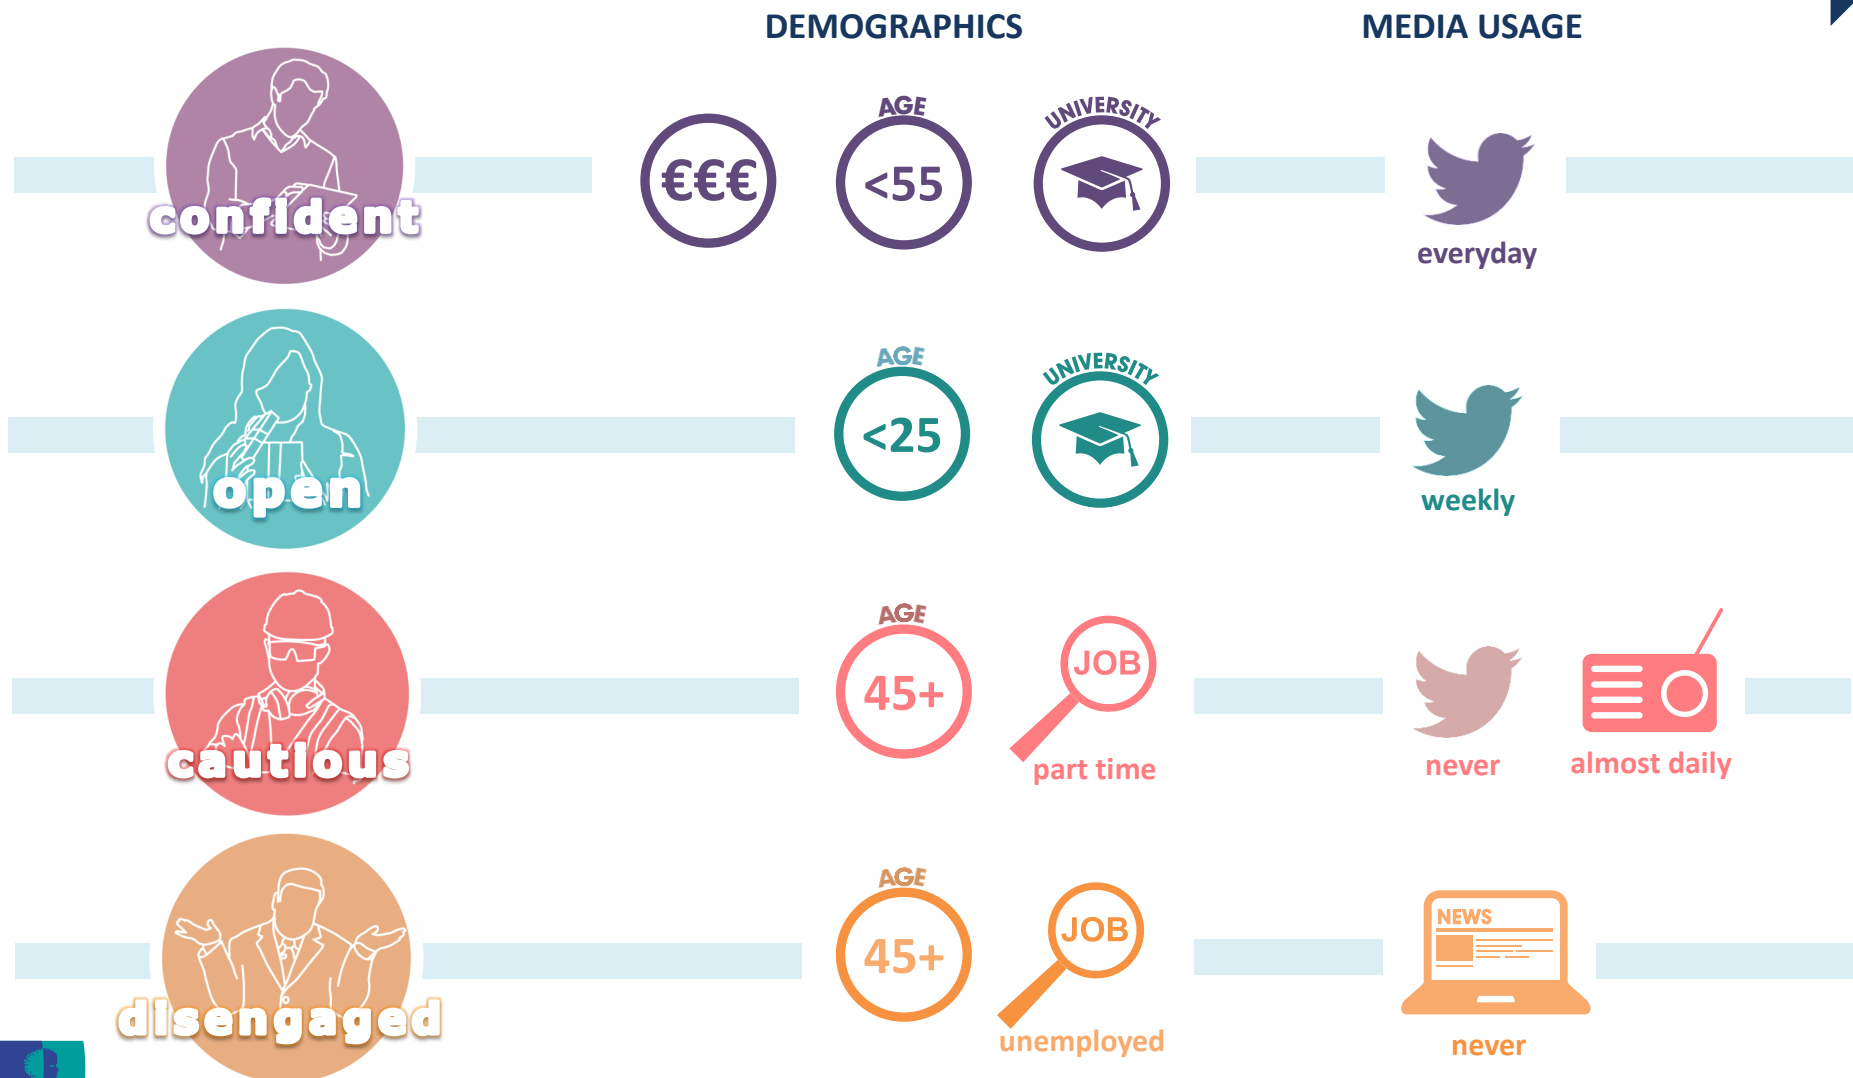 DEMOGRAPHICS
MEDIA USAGE
confident
€€€
AGE
<55
UNIVERSITY
everyday
open
AGE
<25
UNIVERSITY
weekly
cautious
AGE
45+
JOB
part time
never
almost daily
disengaged
AGE
45+
JOB
unemployed
NEWS
never